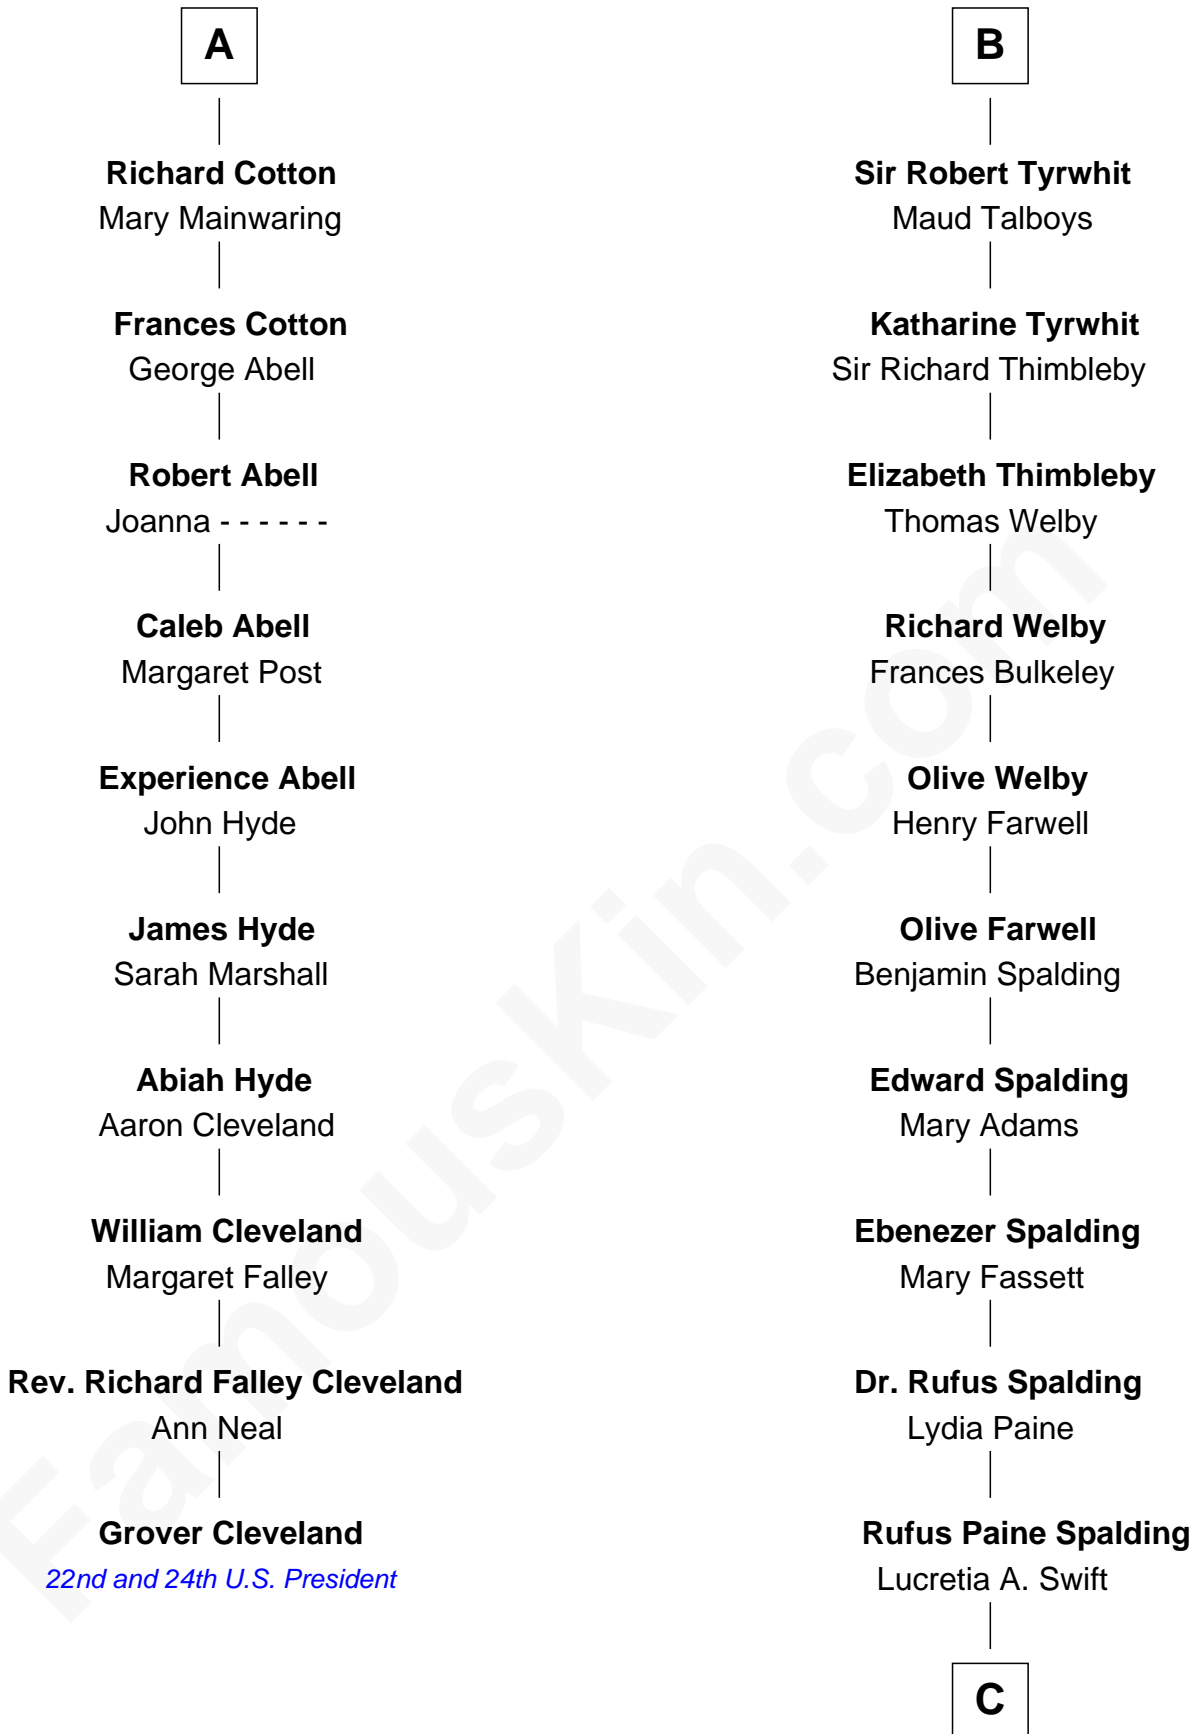 A
Richard Cotton
Mary Mainwaring
Frances Cotton
George Abell
Robert Abell
Joanna - - - - - -
Caleb Abell
Margaret Post
Experience Abell
John Hyde
James Hyde
Sarah Marshall
Abiah Hyde
Aaron Cleveland
William Cleveland
Margaret Falley
Rev. Richard Falley Cleveland
Ann Neal
Grover Cleveland
22nd and 24th U.S. President
B
Sir Robert Tyrwhit
Maud Talboys
Katharine Tyrwhit
Sir Richard Thimbleby
Elizabeth Thimbleby
Thomas Welby
Richard Welby
Frances Bulkeley
Olive Welby
Henry Farwell
Olive Farwell
Benjamin Spalding
Edward Spalding
Mary Adams
Ebenezer Spalding
Mary Fassett
Dr. Rufus Spalding
Lydia Paine
Rufus Paine Spalding
Lucretia A. Swift
C
FamousKin.com